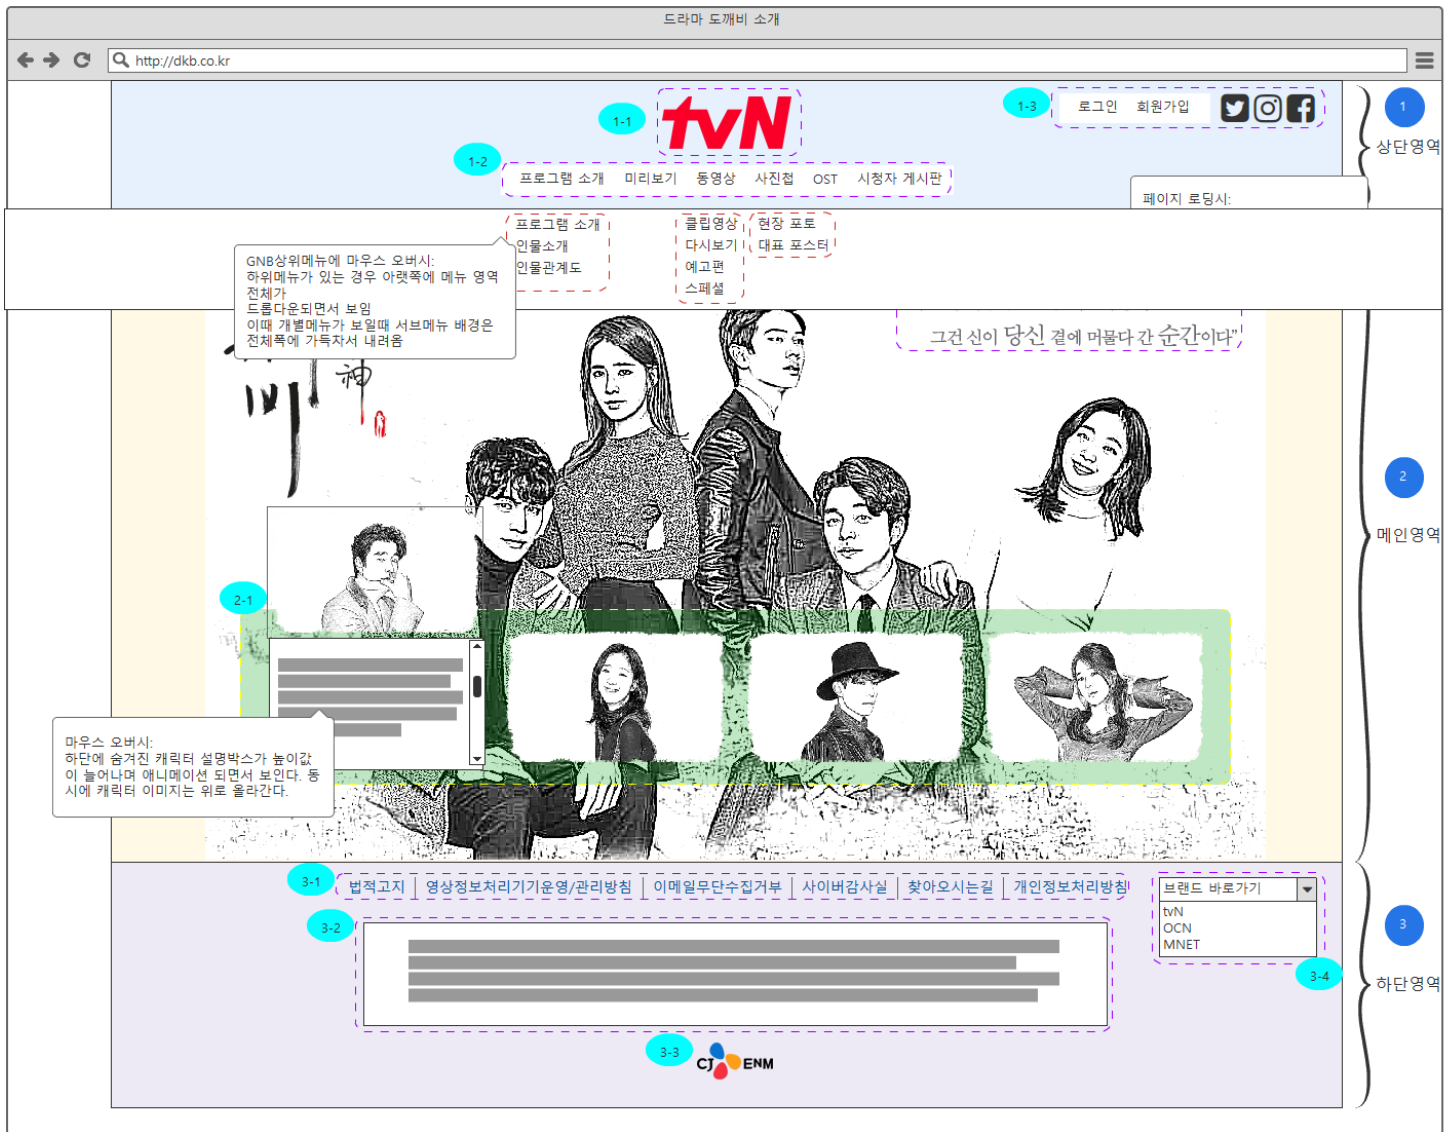 드라마 도깨비 소개
http://dkb.co.kr
1-1
tvN
1-3
로그인 회원가입
1
상단영역
1-2
프로그램 소개 미리보기 동영상 사진첩 OST 시청자 게시판
페이지 로딩시:
프로그램 소개
인물소개
인물관계도
클립영상
다시보기
예고편
스페셜
현장 포토
대표 포스터
GNB상위메뉴에 마우스 오버시:
하위메뉴가 있는 경우 아랫쪽에 메뉴 영역
전체가
드롭다운되면서 보임
이때 개별메뉴가 보일때 서브메뉴 배경은
전체폭에 가득차서 내려옴
그건 신이 당신 곁에 머물다 간 순간이다”
神
2
메인영역
2-1
마우스 오버시:
하단에 숨겨진 캐릭터 설명박스가 높이값
이 늘어나며 애니메이션 되면서 보인다. 동
시에 캐릭터 이미지는 위로 올라간다.
3-1
법적고지 | 영상정보처리기기운영/관리방침 | 이메일무단수집거부 | 사이버감사실 | 찾아오시는길 | 개인정보처리방침
브랜드 바로가기
tvN
OCN
MNET
3-2
3
3-4
하단영역
3-3
CJ ENM